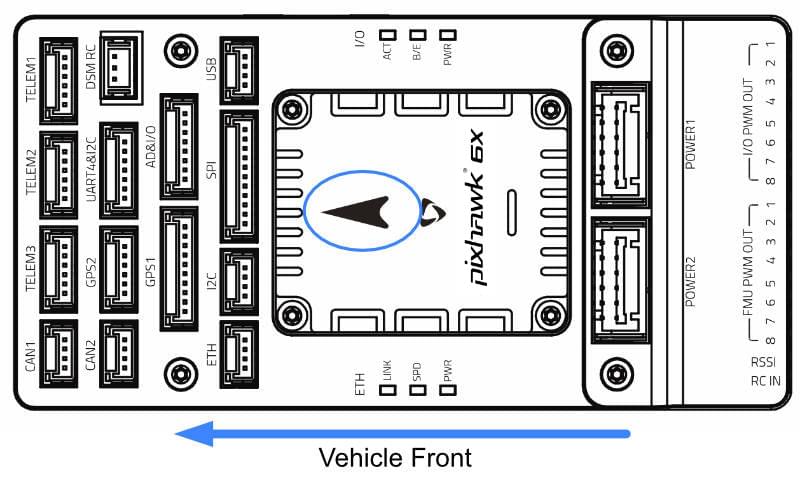 I/O
ACT
B/E
PWR
TELEM1
DSM RC
USB
TELEM2
UART4&I2C
AD&I/O
SPI
TELEM3
GPS2
GPS1
I2C
CAN1
CAN2
ETH
pixhawk® 6X
POWER1
POWER2
I/O PWM OUT
1
2
3
4
5
6
7
8
FMU PWM OUT
1
2
3
4
5
6
7
8
RSSI
RC IN
ETH
LINK
SPD
PWR
Vehicle Front